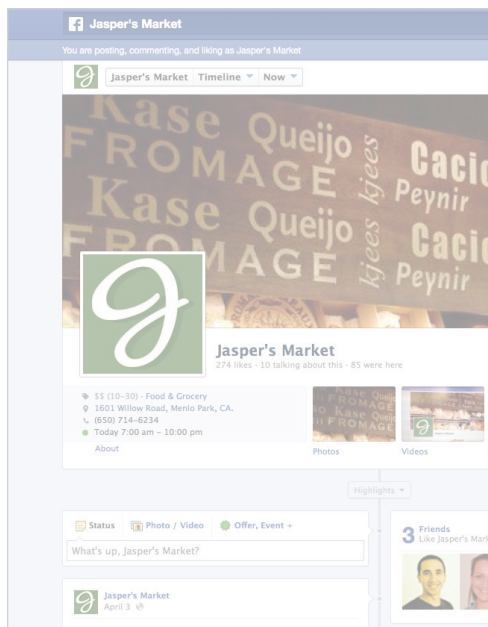 Jasper's Market
You are posting, commenting, and liking as Jasper's Market
Jasper's Market Timeline Now
Kase Queijo kjees Cacio
FROMAGE Peynir
Kase Queijo kjees Cacio
FROMAGE Peynir
Jasper's Market
274 likes · 10 talking about this · 85 were here
$$ (10-30) · Food & Grocery
1601 Willow Road, Menlo Park, CA.
(650) 714-6234
Today 7:00 am - 10:00 pm
About
Kase Queijo
FROMAGE
Photos Videos
Highlights
Status Photo / Video Offer, Event +
What's up, Jasper's Market?
3 Friends
Like Jasper's Mark
Jasper's Market
April 3